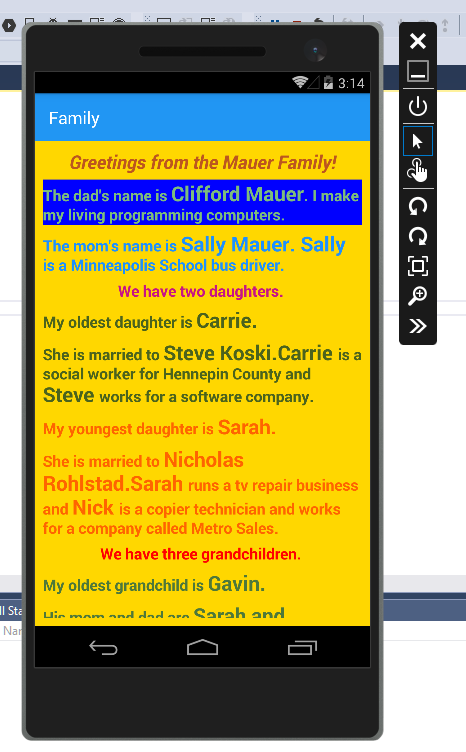 3:14
Family
Greetings from the Mauer Family!
The dad's name is Clifford Mauer. I make
my living programming computers.
The mom's name is Sally Mauer. Sally
is a Minneapolis School bus driver.
We have two daughters.
My oldest daughter is Carrie.
She is married to Steve Koski.Carrie is a
social worker for Hennepin County and
Steve works for a software company.
My youngest daughter is Sarah.
She is married to Nicholas
Rohlstad.Sarah runs a tv repair business
and Nick is a copier technician and works
for a company called Metro Sales.
We have three grandchildren.
My oldest grandchild is Gavin.
His mom and dad are Sarah and